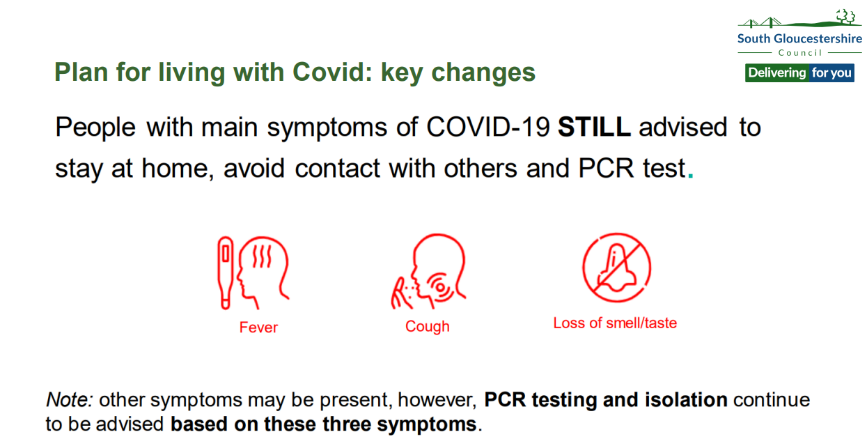 South Gloucestershire
Council
Delivering for you
Plan for living with Covid: key changes
People with main symptoms of COVID-19 STILL advised to
stay at home, avoid contact with others and PCR test.
Fever
Cough
Loss of smell/taste
Note: other symptoms may be present, however, PCR testing and isolation continue
to be advised based on these three symptoms.